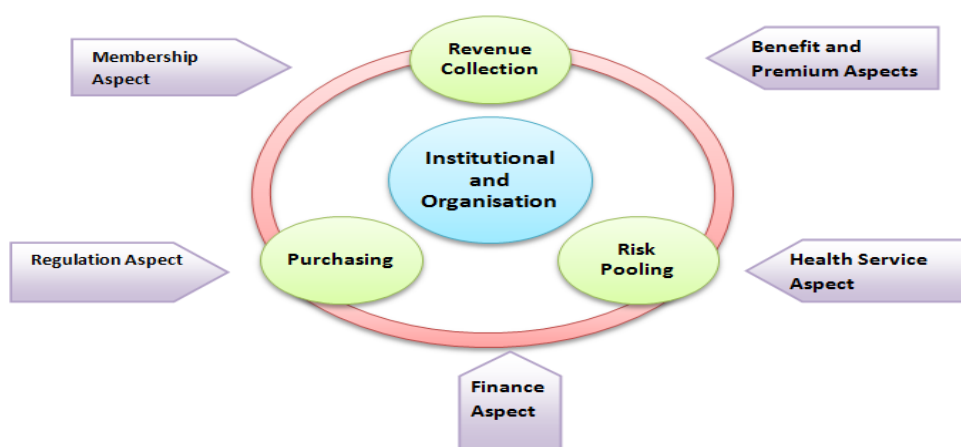 Membership
Aspect
Revenue
Collection
Benefit and
Premium Aspects
Institutional
and
Organisation
Regulation Aspect
Purchasing
Risk
Pooling
Health Service
Aspect
Finance
Aspect